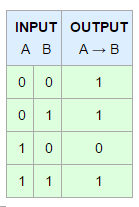 INPUT OUTPUT
A B A → B
0 0 1
0 1 1
1 0 0
1 1 1